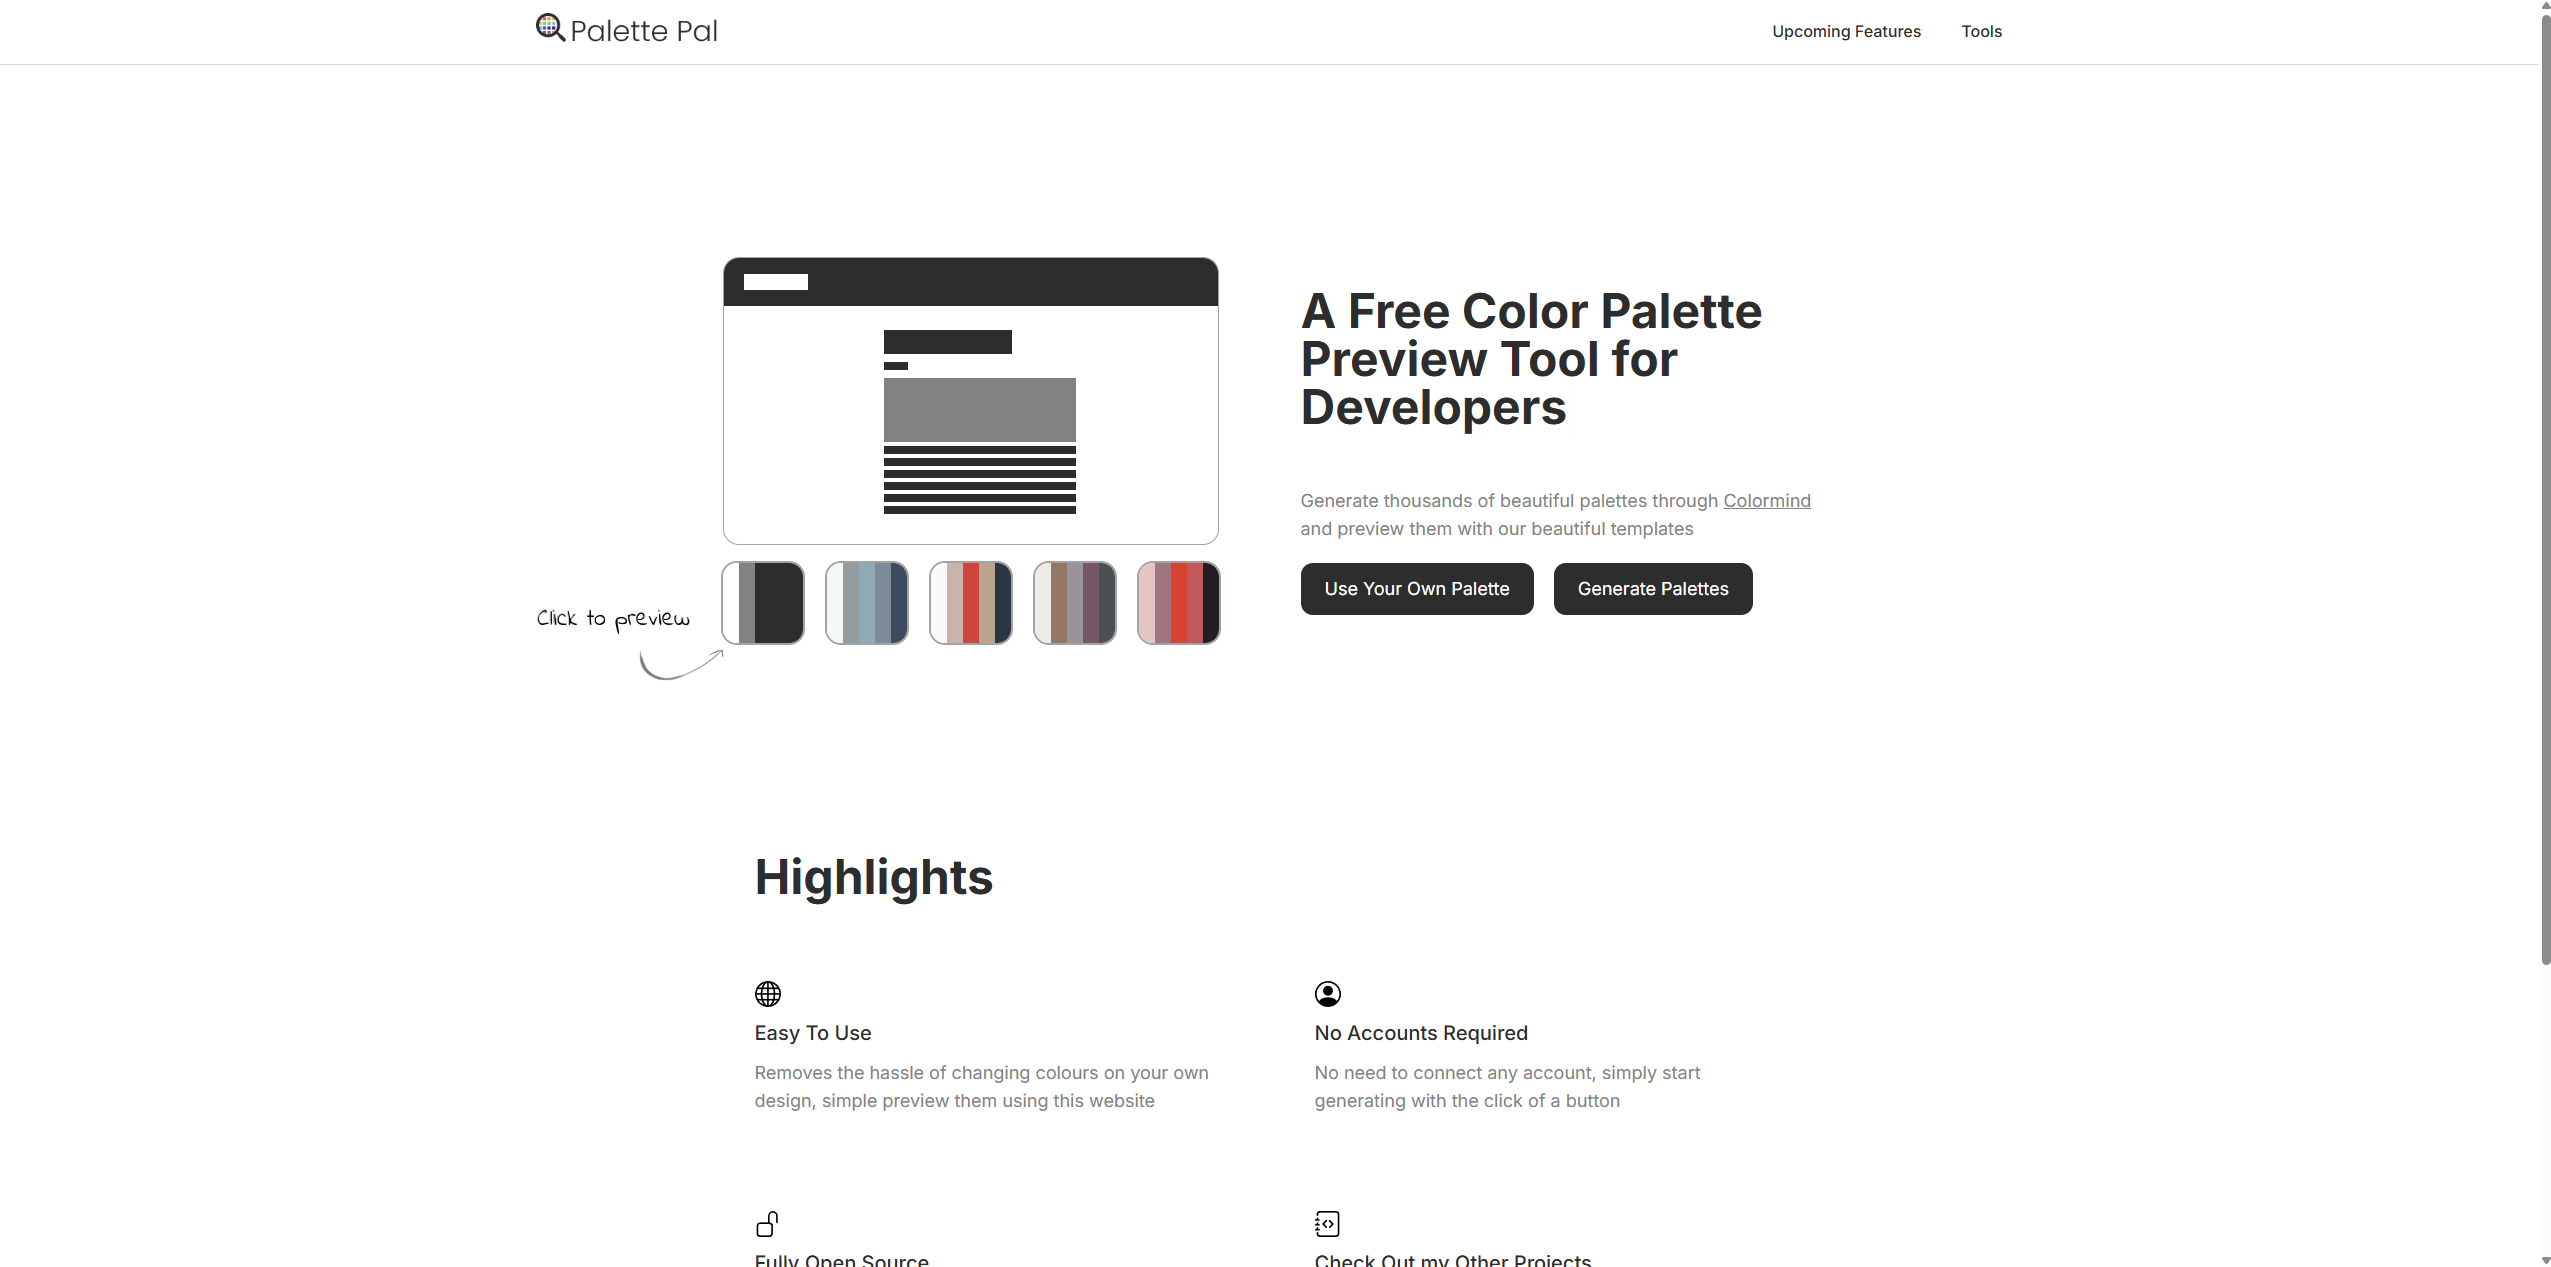 Palette Pal
Upcoming Features
Tools
A Free Color Palette
Preview Tool for
Developers
Generate thousands of beautiful palettes through Colormind
and preview them with our beautiful templates
Use Your Own Palette
Generate Palettes
Click to preview
Highlights
Easy To Use
Removes the hassle of changing colours on your own
design, simple preview them using this website
No Accounts Required
No need to connect any account, simply start
generating with the click of a button
Fully Open Source
Check Out my Other Projects